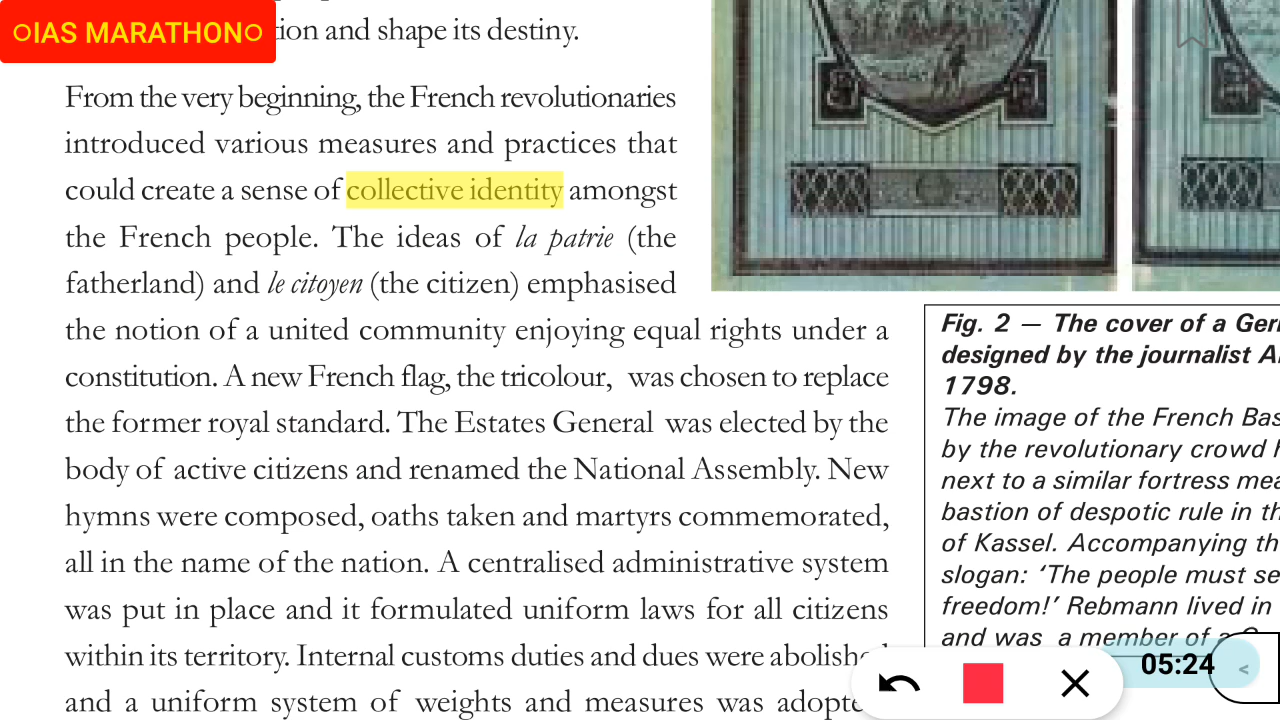 ○IAS MARATHON○
tion and shape its destiny.
From the very beginning, the French revolutionaries
introduced various measures and practices that
could create a sense of collective identity amongst
the French people. The ideas of la patrie (the
fatherland) and le citoyen (the citizen) emphasised
the notion of a united community enjoying equal rights under a
constitution. A new French flag, the tricolour, was chosen to replace
the former royal standard. The Estates General was elected by the
body of active citizens and renamed the National Assembly. New
hymns were composed, oaths taken and martyrs commemorated,
all in the name of the nation. A centralised administrative system
was put in place and it formulated uniform laws for all citizens
within its territory. Internal customs duties and dues were
and a uniform system of weights and measures was
Fig. 2 — The cover of a
designed by the journalist
1798.
The image of the French
by the revolutionary crowd
next to a similar fortress
bastion of despotic rule in
of Kassel. Accompanying
slogan: ‘The people must
freedom!’ Rebmann lived in
and was a member of a
05:24
<